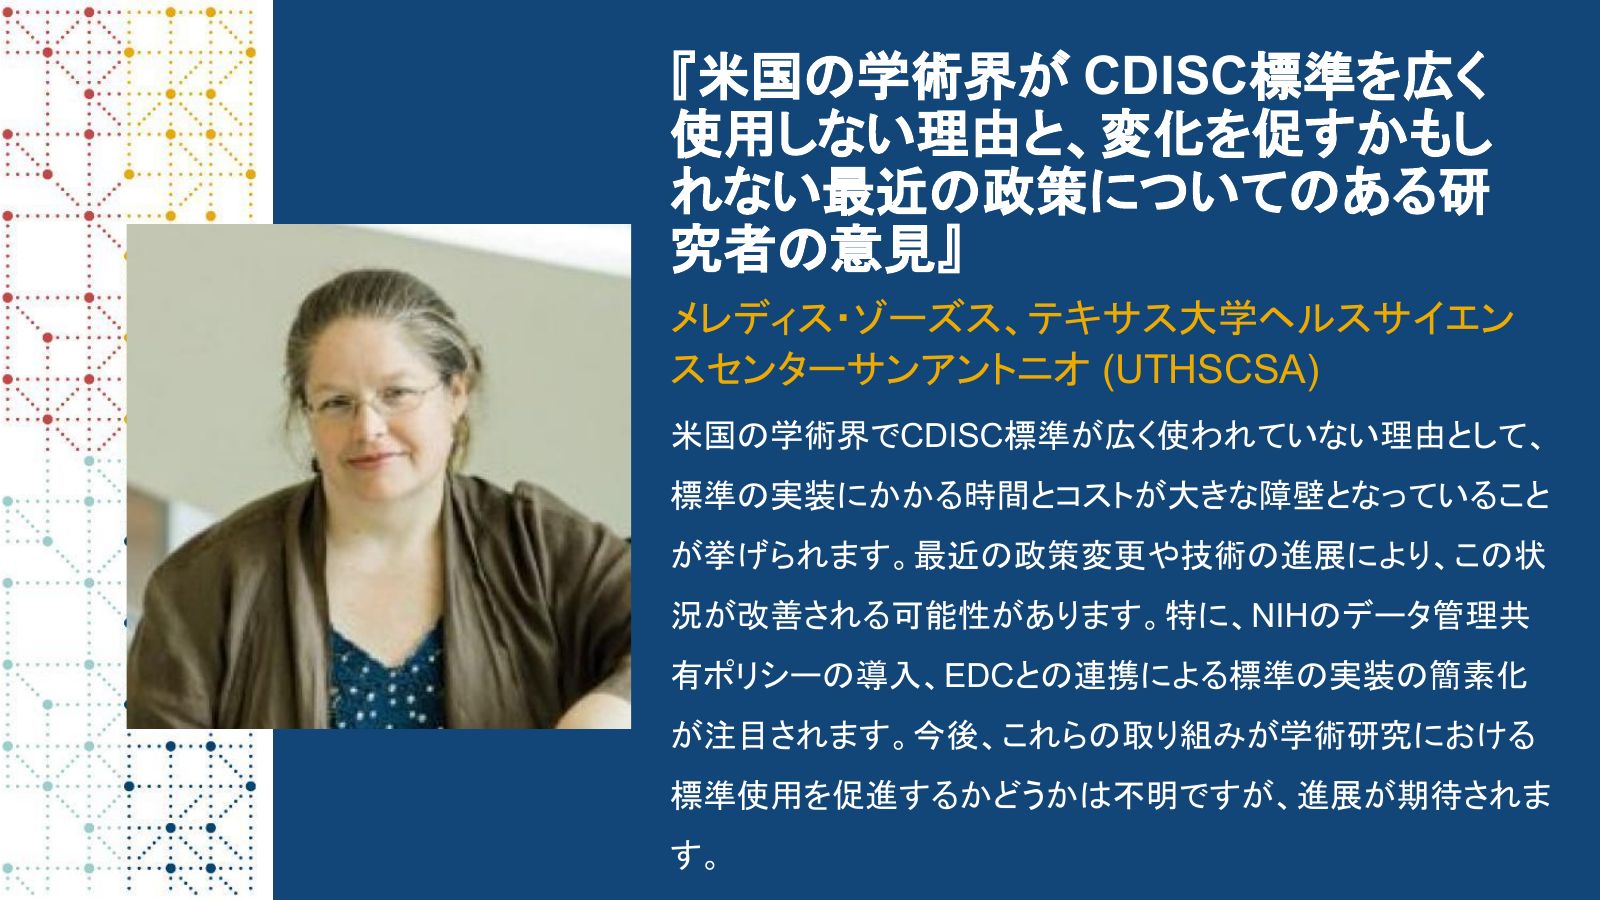 『米国の学術界が CDISC標準を広く
使用しない理由と、変化を促すかもし
れない最近の政策についてのある研
究者の意見』
メレディス・ゾーズス、テキサス大学ヘルスサイエン
スセンターサンアントニオ (UTHSCSA)
米国の学術界でCDISC標準が広く使われていない理由として、
標準の実装にかかる時間とコストが大きな障壁となっていること
が挙げられます。最近の政策変更や技術の進展により、この状
況が改善される可能性があります。特に、NIHのデータ管理共
有ポリシーの導入、EDCとの連携による標準の実装の簡素化
が注目されます。今後、これらの取り組みが学術研究における
標準使用を促進するかどうかは不明ですが、進展が期待されま
す。